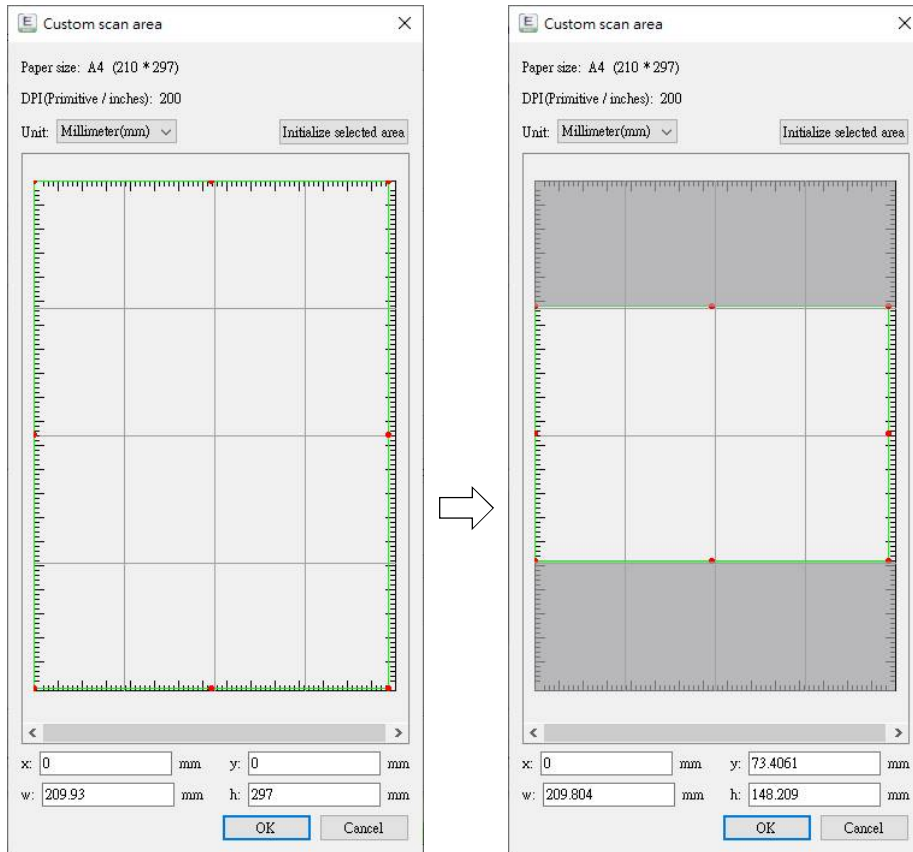 Custom scan area
Paper size: A4 (210 * 297)
DPI(Primitive / inches): 200
Unit: Millimeter(mm) Initialize selected area
x: 0 mm y: 0 mm
w: 209.93 mm h: 297 mm
OK Cancel
Custom scan area
Paper size: A4 (210 * 297)
DPI(Primitive / inches): 200
Unit: Millimeter(mm) Initialize selected area
x: 0 mm y: 73.4061 mm
w: 209.804 mm h: 148.209 mm
OK Cancel